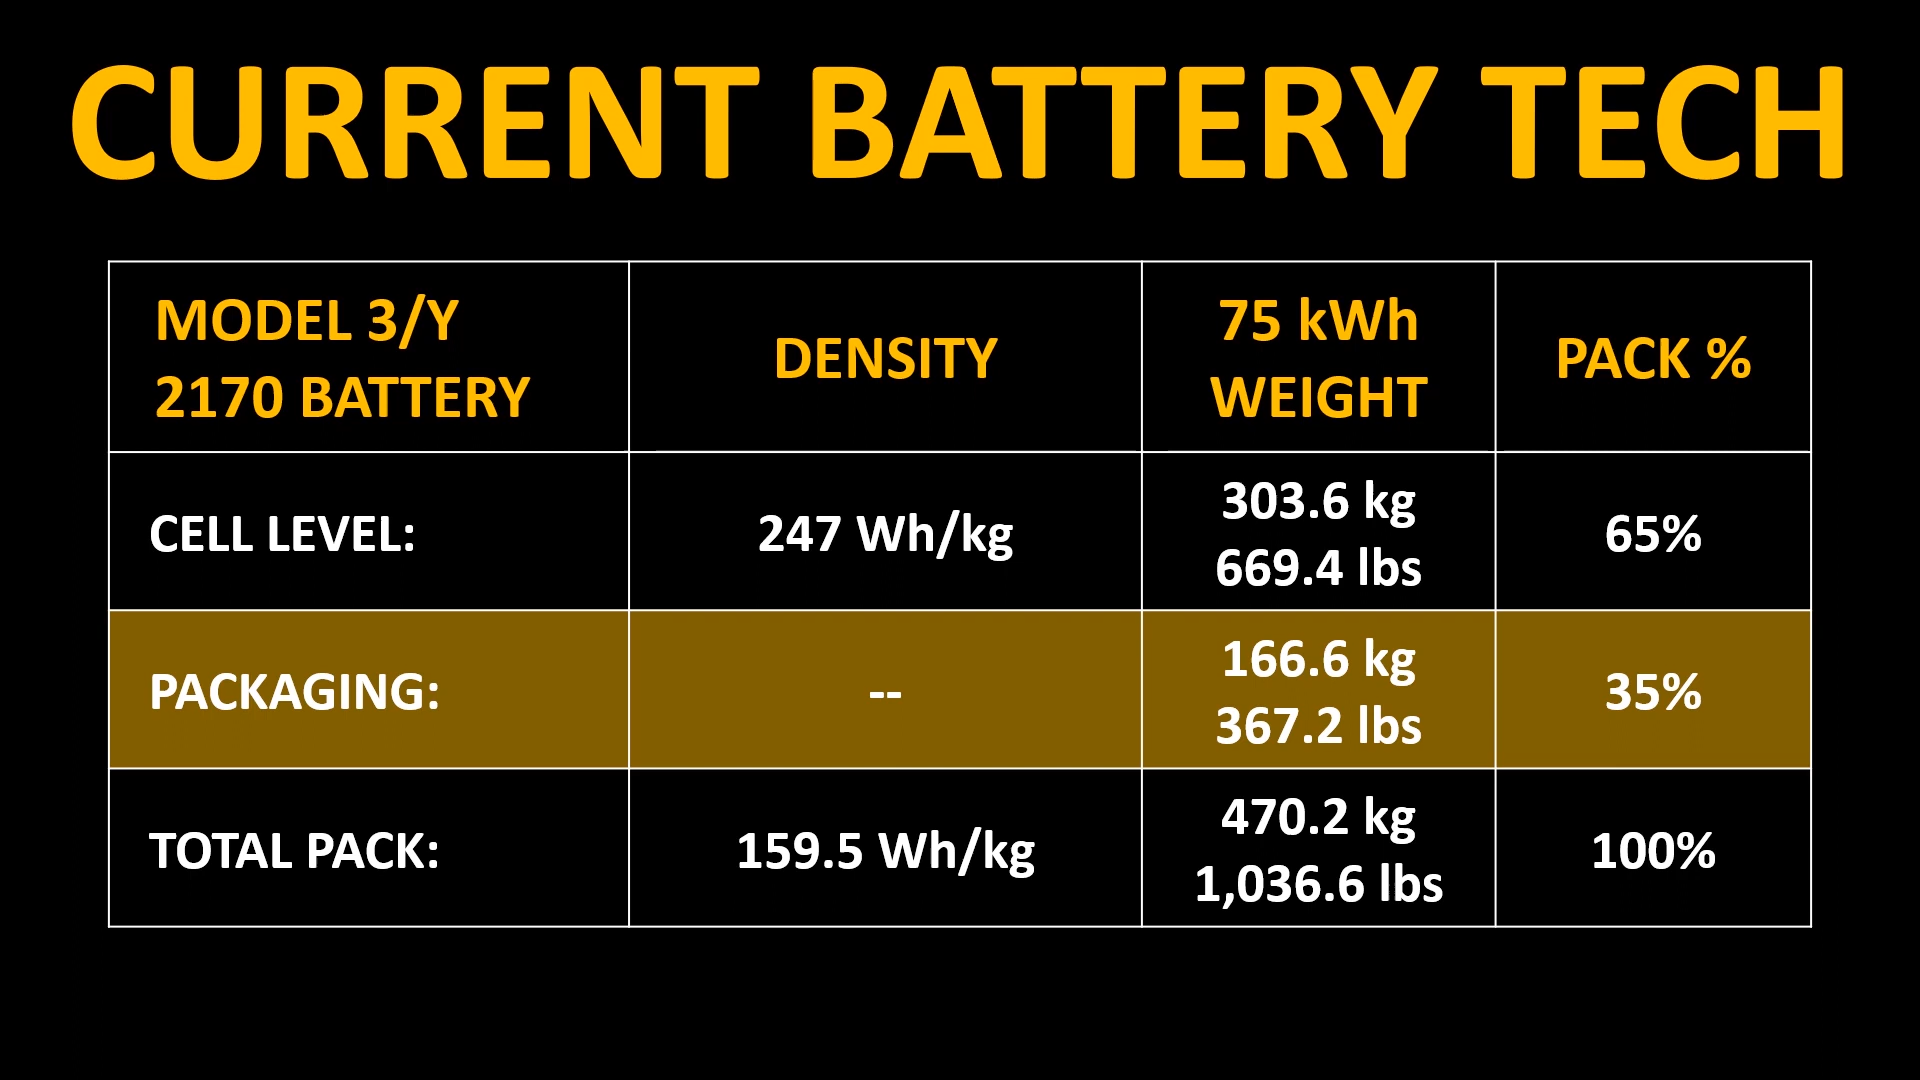 CURRENT BATTERY TECH
MODEL 3/Y
2170 BATTERY
DENSITY
75 kWh
WEIGHT
PACK %
CELL LEVEL:
247 Wh/kg
303.6 kg
669.4 lbs
65%
PACKAGING:
--
166.6 kg
367.2 lbs
35%
TOTAL PACK:
159.5 Wh/kg
470.2 kg
1,036.6 lbs
100%